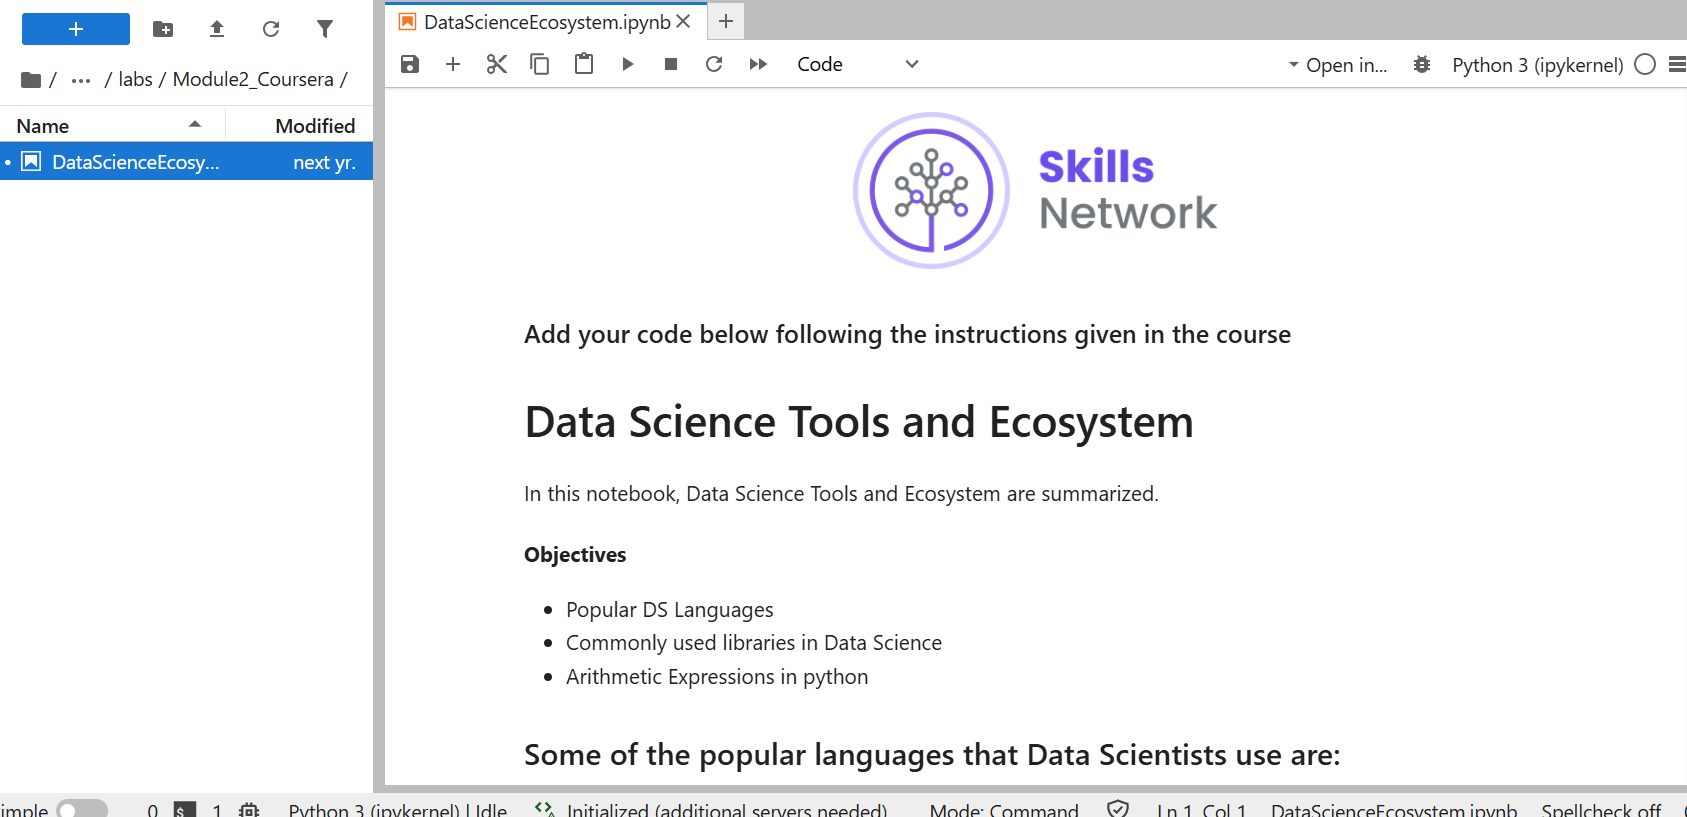 DataScienceEcosystem.ipynb
Code
Open in...
Python 3 (ipykernel)
/ ... / labs / Module2_Coursera /
Name
Modified
DataScienceEcosy...
next yr.
Skills
Network
Add your code below following the instructions given in the course
Data Science Tools and Ecosystem
In this notebook, Data Science Tools and Ecosystem are summarized.
Objectives
• Popular DS Languages
• Commonly used libraries in Data Science
• Arithmetic Expressions in python
Some of the popular languages that Data Scientists use are:
imple 0 $_ 1 Python 3 (ipykernel) | Idle Initialized (additional servers needed) Mode: Command Ln 1, Col 1 DataScienceEcosystem.ipynb Spellcheck off